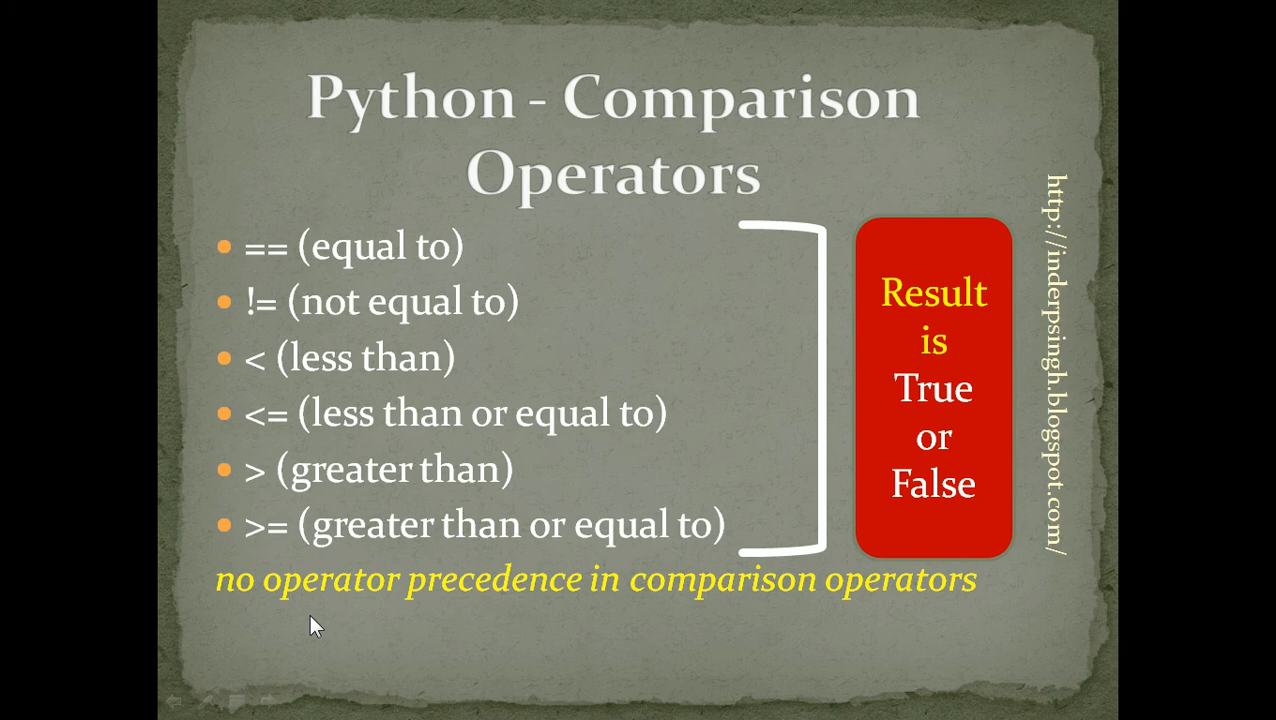 Python - Comparison
Operators
== (equal to)
!= (not equal to)
< (less than)
<= (less than or equal to)
> (greater than)
>= (greater than or equal to)
no operator precedence in comparison operators
Result
is
True
or
False
http://inderpsingh.blogspot.com/